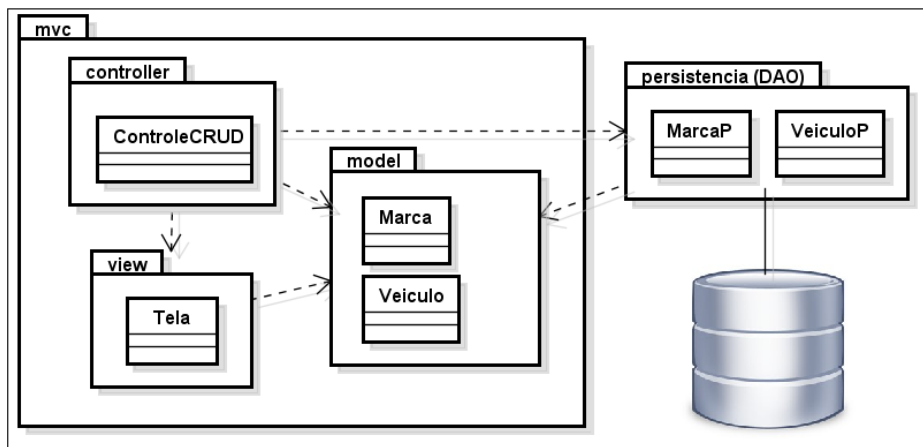 mvc
controller
ControleCRUD
persistencia (DAO)
MarcaP
VeiculoP
model
Marca
Veiculo
view
Tela